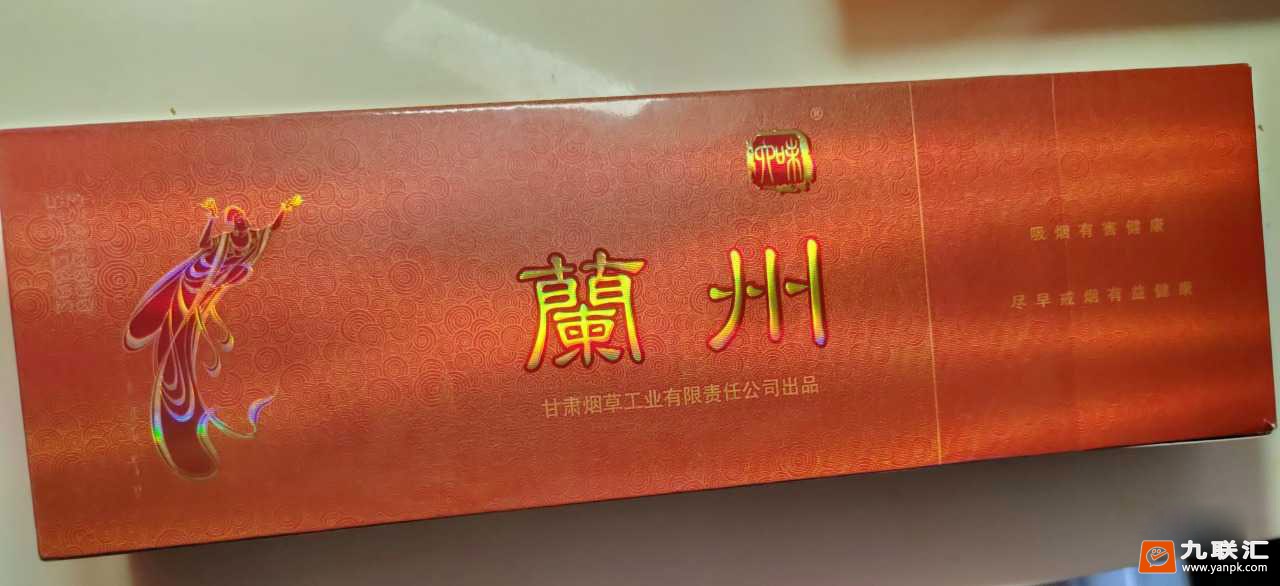 ®
蘭州
甘肃烟草工业有限责任公司出品
吸烟有害健康
尽早戒烟有益健康
九联汇
www.yanpk.com